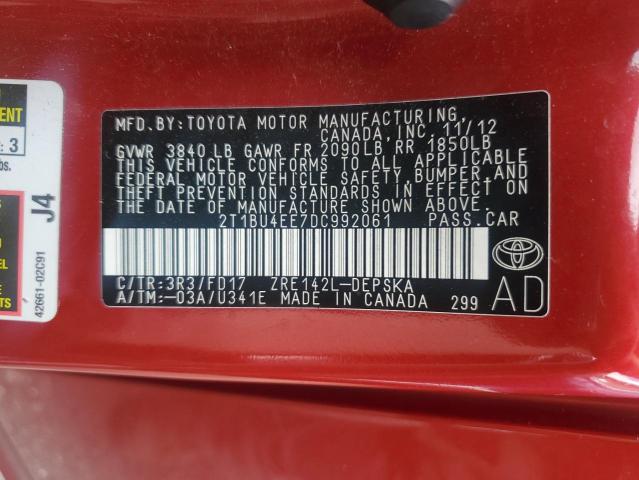 MFD.BY:TOYOTA MOTOR MANUFACTURING,
CANADA, INC. 11/12
GVWR 3840 LB GAWR FR 2090LB, RR 1850LB
THIS VEHICLE CONFORMS TO ALL APPLICABLE
FEDERAL MOTOR VEHICLE SAFETY, BUMPER, AND
THEFT PREVENTION STANDARDS IN EFFECT ON
THE DATE OF MANUFACTURE SHOWN ABOVE.
2T1BU4EE7DC992061 PASS.CAR
C/TR:3R3/FD17 ZRE142L-DEPSKA
A/TM:-03A/U341E MADE IN CANADA 299
AD
3
bs.
J4
42661-02C91